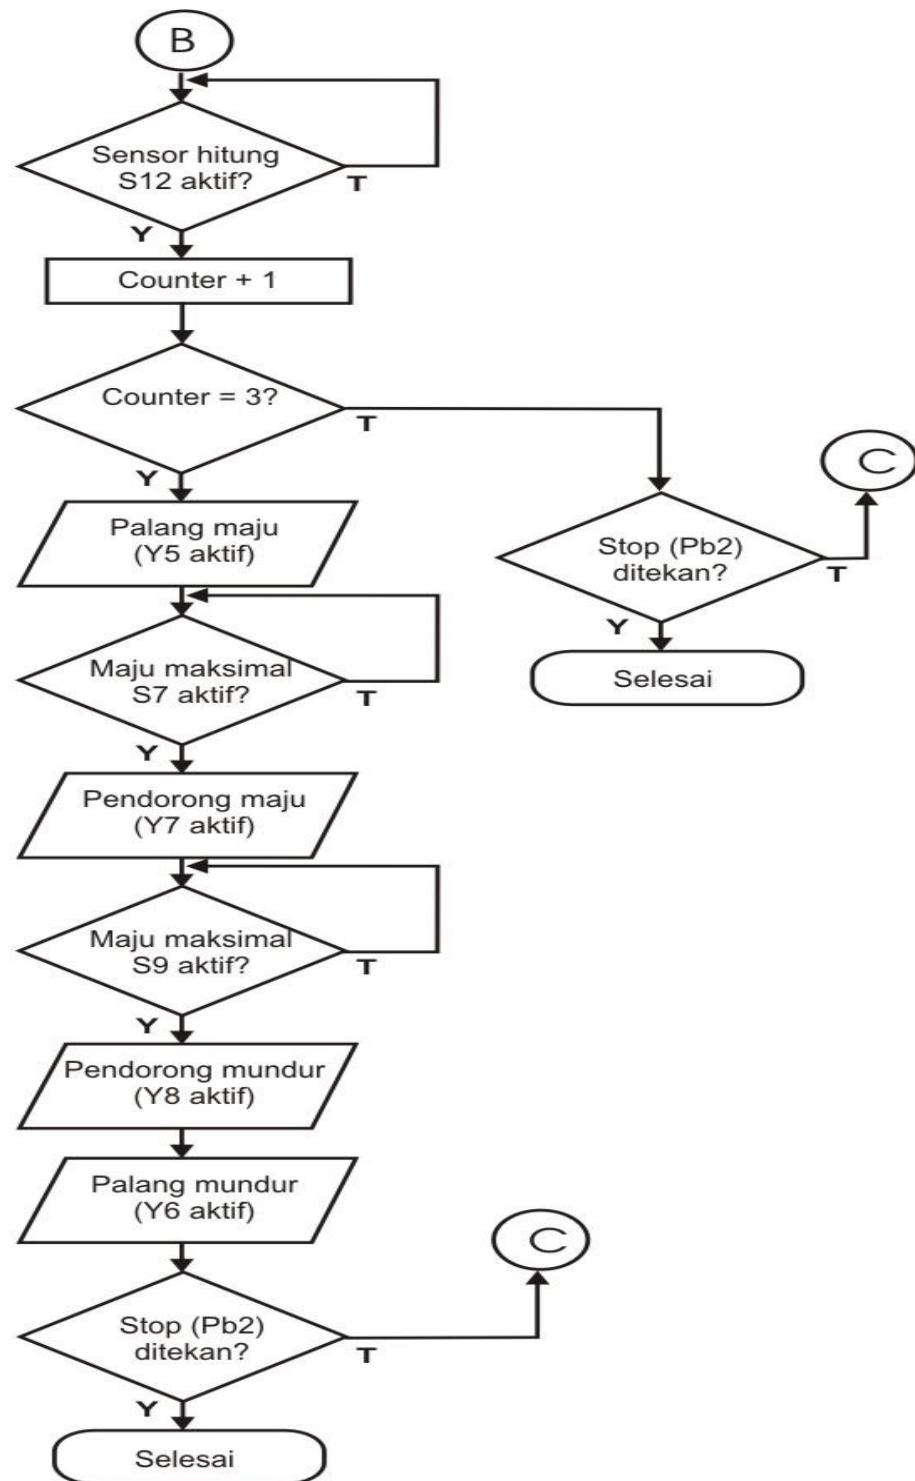 B
Sensor hitung
S12 aktif?
T
Y
Counter + 1
Counter = 3?
T
Y
C
Palang maju
(Y5 aktif)
Stop (Pb2)
ditekan?
T
Y
Selesai
Maju maksimal
S7 aktif?
T
Y
Pendorong maju
(Y7 aktif)
Maju maksimal
S9 aktif?
T
Y
Pendorong mundur
(Y8 aktif)
Palang mundur
(Y6 aktif)
C
Stop (Pb2)
ditekan?
T
Y
Selesai